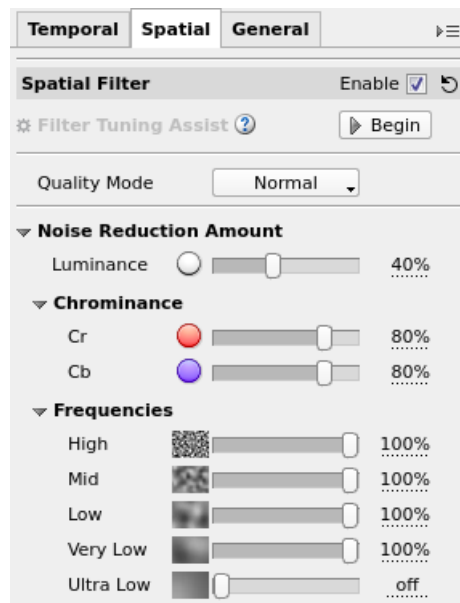 Temporal Spatial General
Spatial Filter Enable
Filter Tuning Assist ? Begin
Quality Mode Normal
Noise Reduction Amount
Luminance 40%
Chrominance
Cr 80%
Cb 80%
Frequencies
High 100%
Mid 100%
Low 100%
Very Low 100%
Ultra Low off